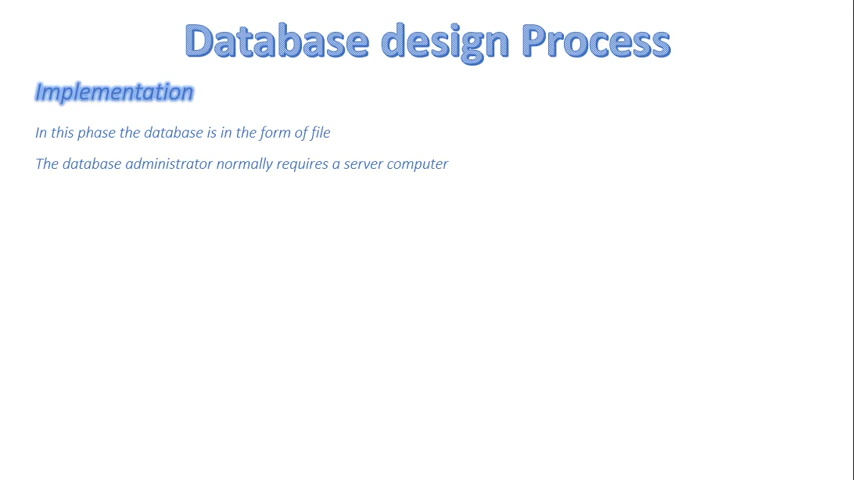 Database design Process
Implementation
In this phase the database is in the form of file
The database administrator normally requires a server computer